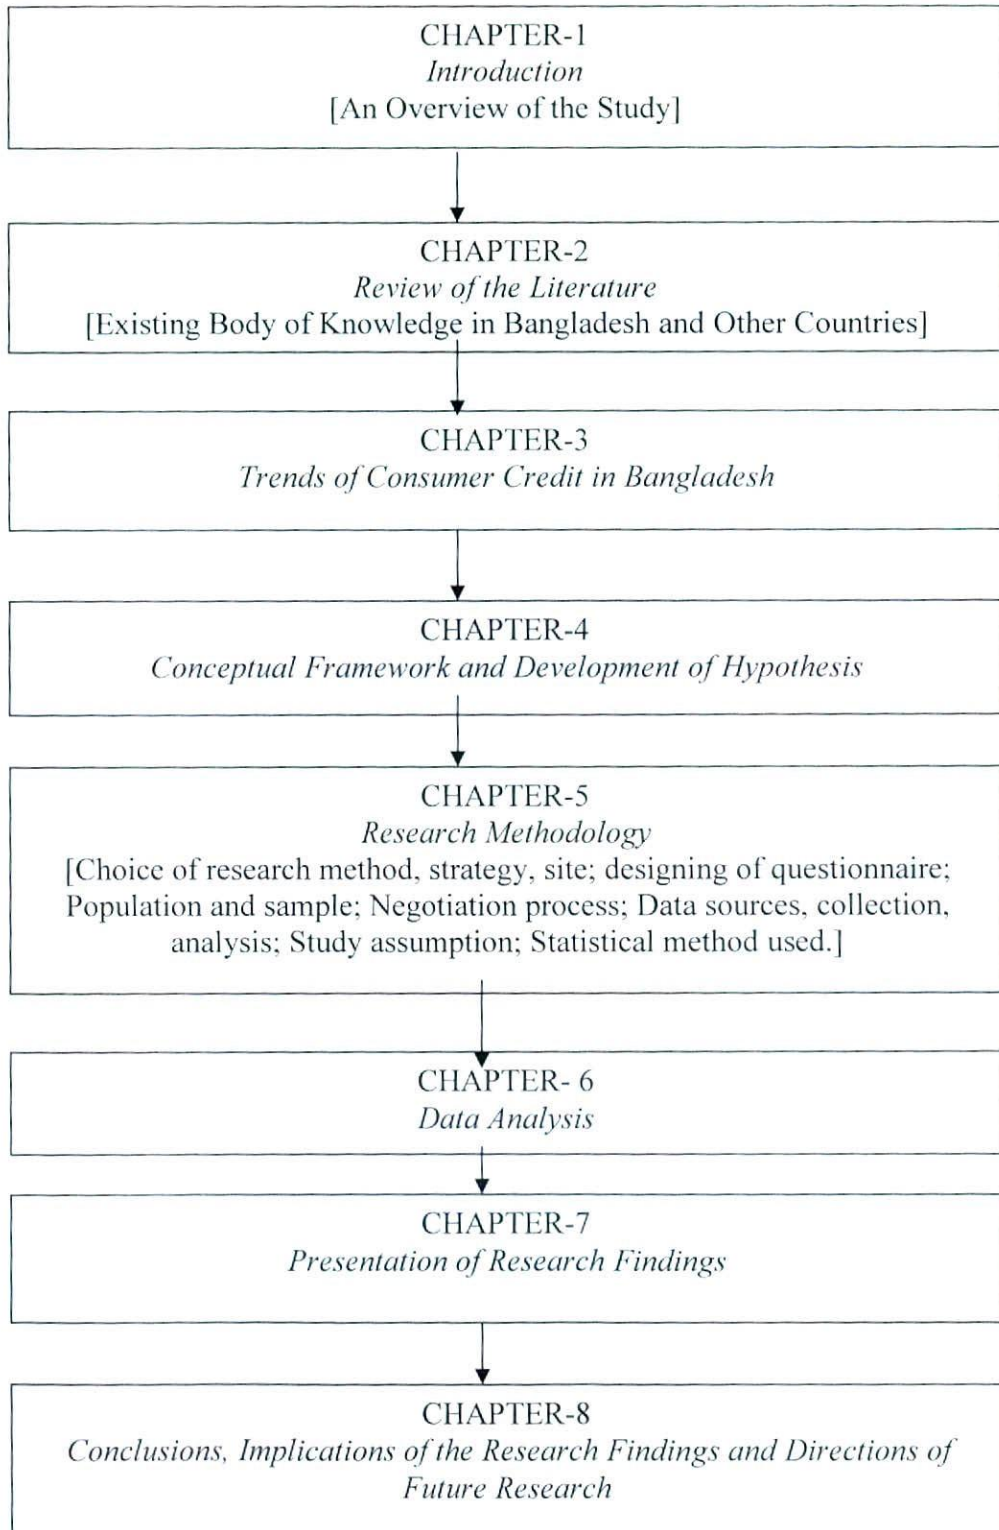 CHAPTER-1
Introduction
[An Overview of the Study]
CHAPTER-2
Review of the Literature
[Existing Body of Knowledge in Bangladesh and Other Countries]
CHAPTER-3
Trends of Consumer Credit in Bangladesh
CHAPTER-4
Conceptual Framework and Development of Hypothesis
CHAPTER-5
Research Methodology
[Choice of research method, strategy, site; designing of questionnaire;
Population and sample; Negotiation process; Data sources, collection,
analysis; Study assumption; Statistical method used.]
CHAPTER- 6
Data Analysis
CHAPTER-7
Presentation of Research Findings
CHAPTER-8
Conclusions, Implications of the Research Findings and Directions of
Future Research